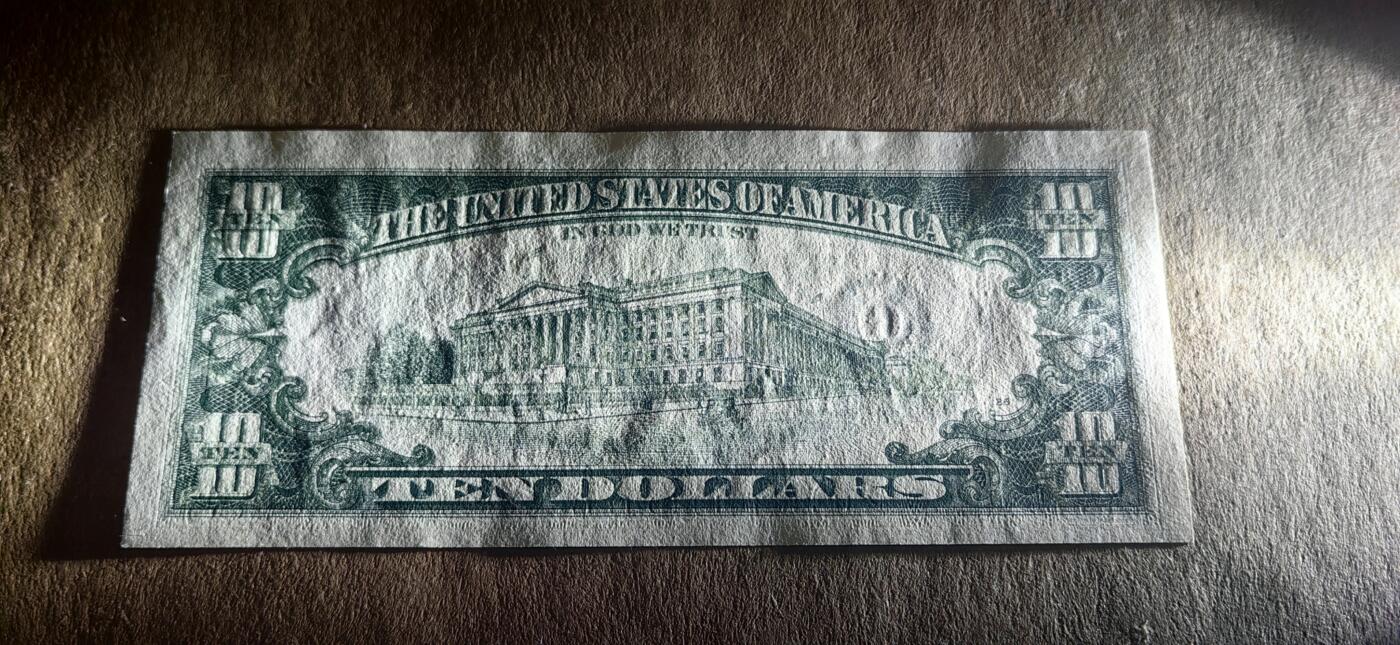 10 TEN 10
THE UNITED STATES OF AMERICA
10 TEN 10
IN GOD WE TRUST
10 TEN 10
TEN DOLLARS
10 TEN 10